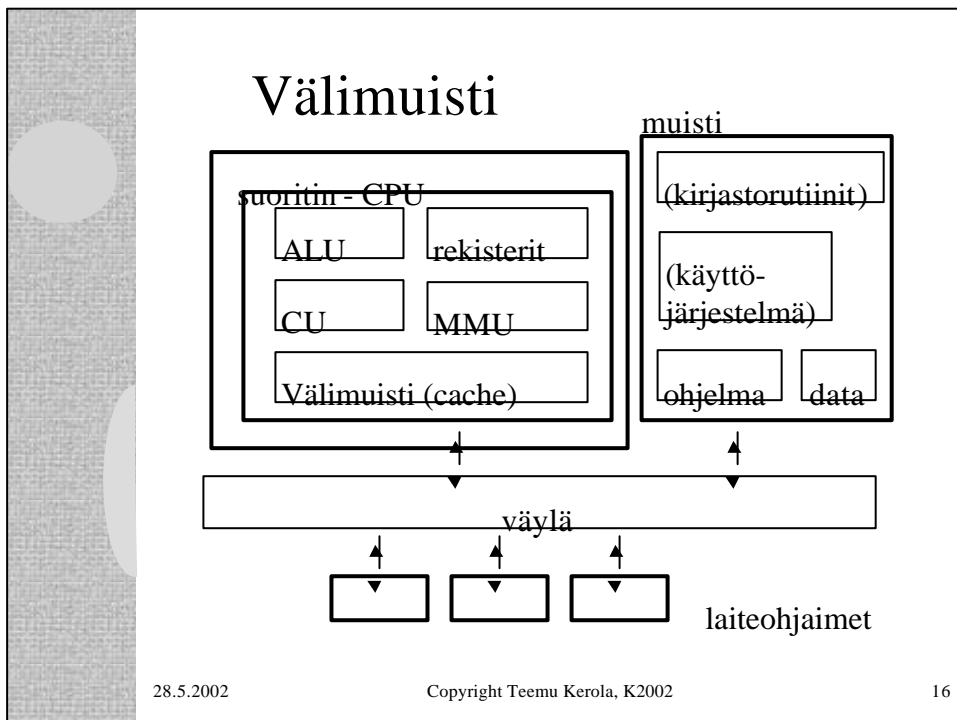 Välimuisti
muisti
suoritin - CPU
(kirjastorutiinit)
ALU
rekisterit
(käyttö-
järjestelmä)
CU
MMU
Välimuisti (cache)
ohjelma
data
väylä
laiteohjaimet
28.5.2002
Copyright Teemu Kerola, K2002
16